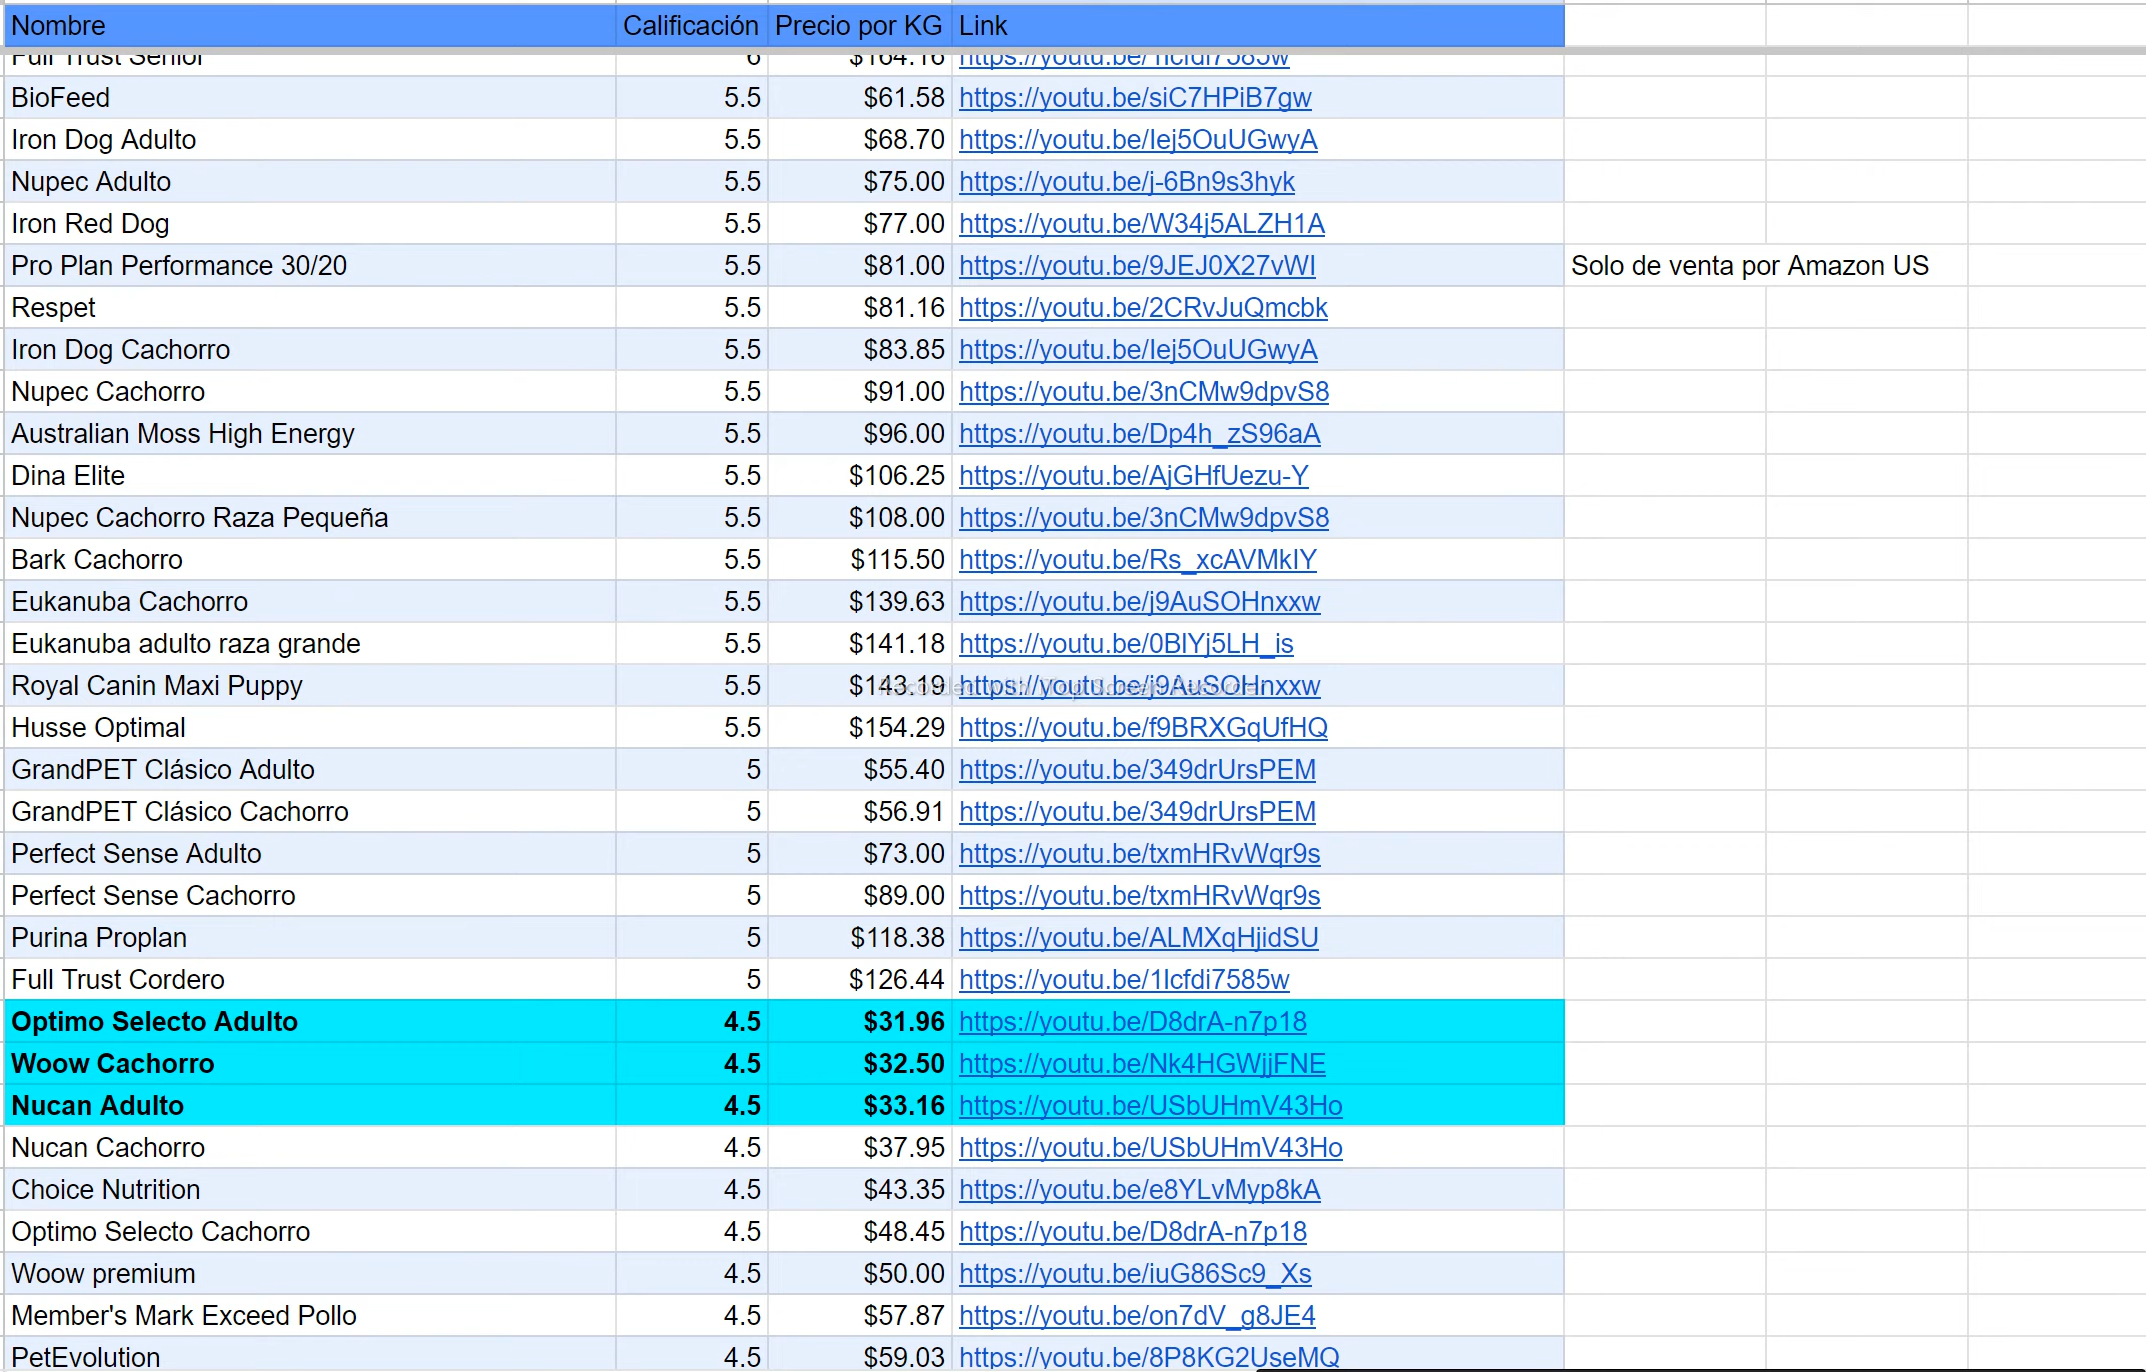 Nombre Calificación Precio por KG Link
Full Trust Senior 6 $164.16 https://youtu.be/1lcfdi7585w
BioFeed 5.5 $61.58 https://youtu.be/siC7HPiB7gw
Iron Dog Adulto 5.5 $68.70 https://youtu.be/Iej5OuUGwyA
Nupec Adulto 5.5 $75.00 https://youtu.be/j-6Bn9s3hyk
Iron Red Dog 5.5 $77.00 https://youtu.be/W34j5ALZH1A
Pro Plan Performance 30/20 5.5 $81.00 https://youtu.be/9JEJ0X27vWI Solo de venta por Amazon US
Respet 5.5 $81.16 https://youtu.be/2CRvJuQmcbk
Iron Dog Cachorro 5.5 $83.85 https://youtu.be/Iej5OuUGwyA
Nupec Cachorro 5.5 $91.00 https://youtu.be/3nCMw9dpvS8
Australian Moss High Energy 5.5 $96.00 https://youtu.be/Dp4h_zS96aA
Dina Elite 5.5 $106.25 https://youtu.be/AjGHfUezu-Y
Nupec Cachorro Raza Pequeña 5.5 $108.00 https://youtu.be/3nCMw9dpvS8
Bark Cachorro 5.5 $115.50 https://youtu.be/Rs_xcAVMkIY
Eukanuba Cachorro 5.5 $139.63 https://youtu.be/j9AuSOHnxxw
Eukanuba adulto raza grande 5.5 $141.18 https://youtu.be/0BlYj5LH_is
Royal Canin Maxi Puppy 5.5 $143.19 https://youtu.be/j9AuSOHnxxw
Husse Optimal 5.5 $154.29 https://youtu.be/f9BRXGqUfHQ
GrandPET Clásico Adulto 5 $55.40 https://youtu.be/349drUrsPEM
GrandPET Clásico Cachorro 5 $56.91 https://youtu.be/349drUrsPEM
Perfect Sense Adulto 5 $73.00 https://youtu.be/txmHRvWqr9s
Perfect Sense Cachorro 5 $89.00 https://youtu.be/txmHRvWqr9s
Purina Proplan 5 $118.38 https://youtu.be/ALMXqHjidSU
Full Trust Cordero 5 $126.44 https://youtu.be/1lcfdi7585w
Optimo Selecto Adulto 4.5 $31.96 https://youtu.be/D8drA-n7p18
Woow Cachorro 4.5 $32.50 https://youtu.be/Nk4HGWjjFNE
Nucan Adulto 4.5 $33.16 https://youtu.be/USbUHmV43Ho
Nucan Cachorro 4.5 $37.95 https://youtu.be/USbUHmV43Ho
Choice Nutrition 4.5 $43.35 https://youtu.be/e8YLvMyp8kA
Optimo Selecto Cachorro 4.5 $48.45 https://youtu.be/D8drA-n7p18
Woow premium 4.5 $50.00 https://youtu.be/iuG86Sc9_Xs
Member's Mark Exceed Pollo 4.5 $57.87 https://youtu.be/on7dV_g8JE4
PetEvolution 4.5 $59.03 https://youtu.be/8P8KG2UseMQ